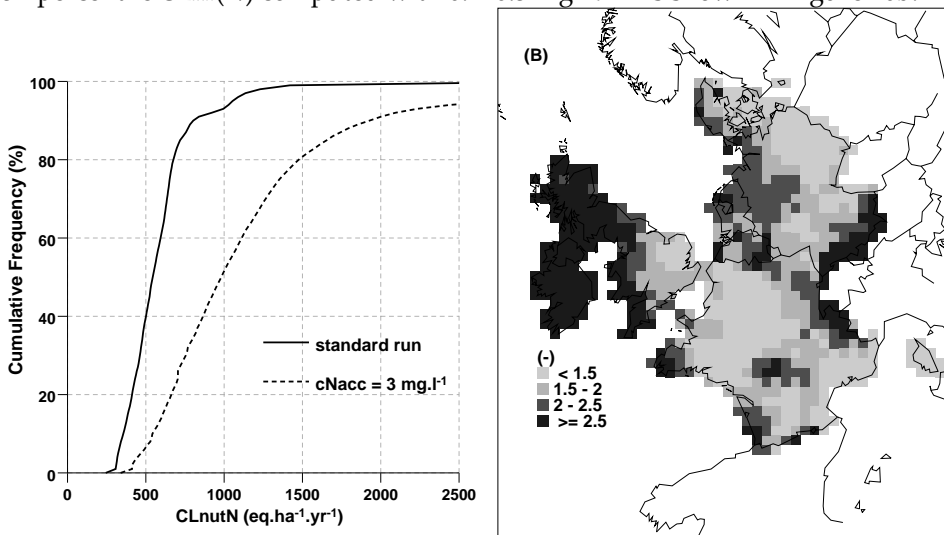 (B)
100
80
60
40
20
0
Cumulative Frequency (%)
standard run
cNacc = 3 mg.l-1
0 500 1000 1500 2000 2500
CLnutN (eq.ha-1.yr-1)
(-)
< 1.5
1.5 - 2
2 - 2.5
>= 2.5